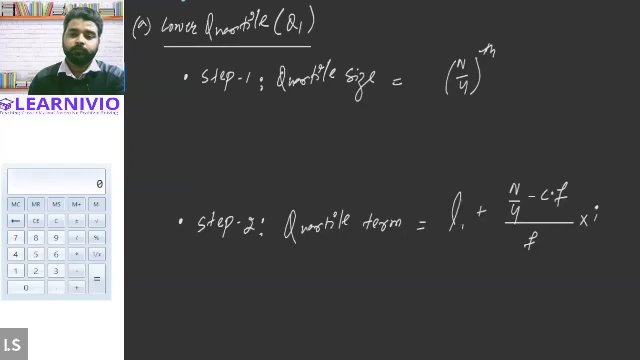 (a) Lower Quartile (Q₁)
• Step-1: Quartile Size = (N/4)^th
LEARNIVIO
• Step-2: Quartile term = l₁ + (N/4 - c.f)/f × i
0
MC MR MS M+ M-
← CE C ± √
7 8 9 / %
4 5 6 * 1/x
1 2 3 - =
0 . +
I.S